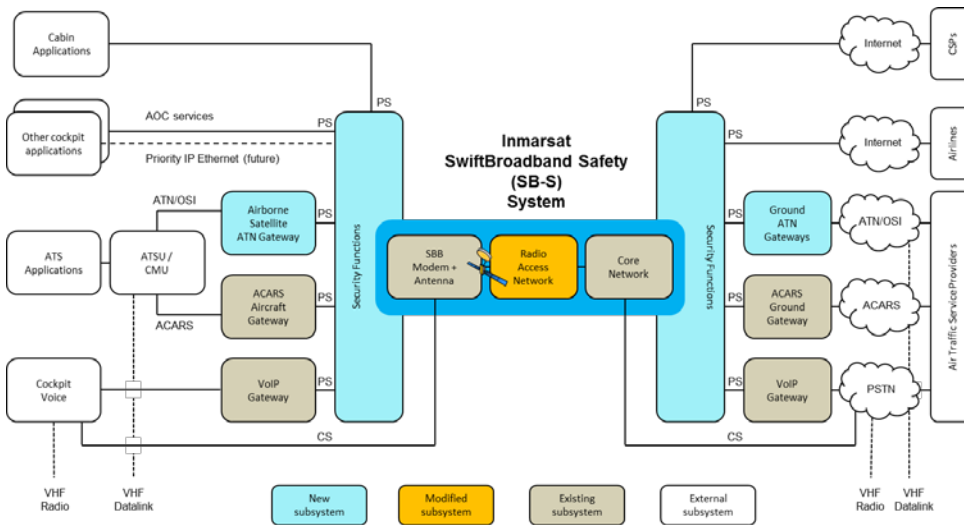 Cabin
Applications
PS
AOC services
PS
Other cockpit
applications
Priority IP Ethernet (future)
ATN/OSI
Airborne
Satellite
ATN Gateway
PS
ATS
Applications
ATSU /
CMU
ACARS
Aircraft
Gateway
PS
ACARS
Cockpit
Voice
VoIP
Gateway
PS
CS
VHF
Radio
VHF
Datalink
Security Functions
Inmarsat
SwiftBroadband Safety
(SB-S)
System
SBB
Modem +
Antenna
Radio
Access
Network
Core
Network
Security Functions
PS
Internet
CSPs
PS
Internet
Airlines
PS
Ground
ATN
Gateways
ATN/OSI
PS
ACARS
Ground
Gateway
ACARS
Air Traffic Service Providers
PS
VoIP
Gateway
PSTN
CS
VHF
Radio
VHF
Datalink
New
subsystem
Modified
subsystem
Existing
subsystem
External
subsystem